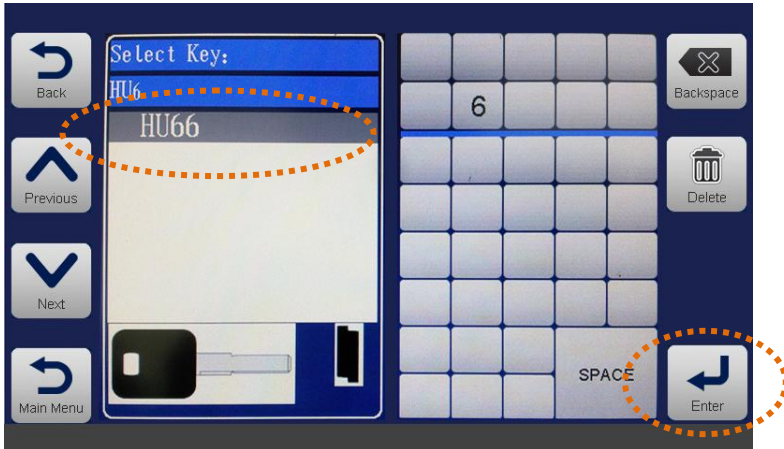 Back
Select Key:
HU6
Backspace
6
HU66
Previous
Delete
Next
SPACE
Main Menu
Enter